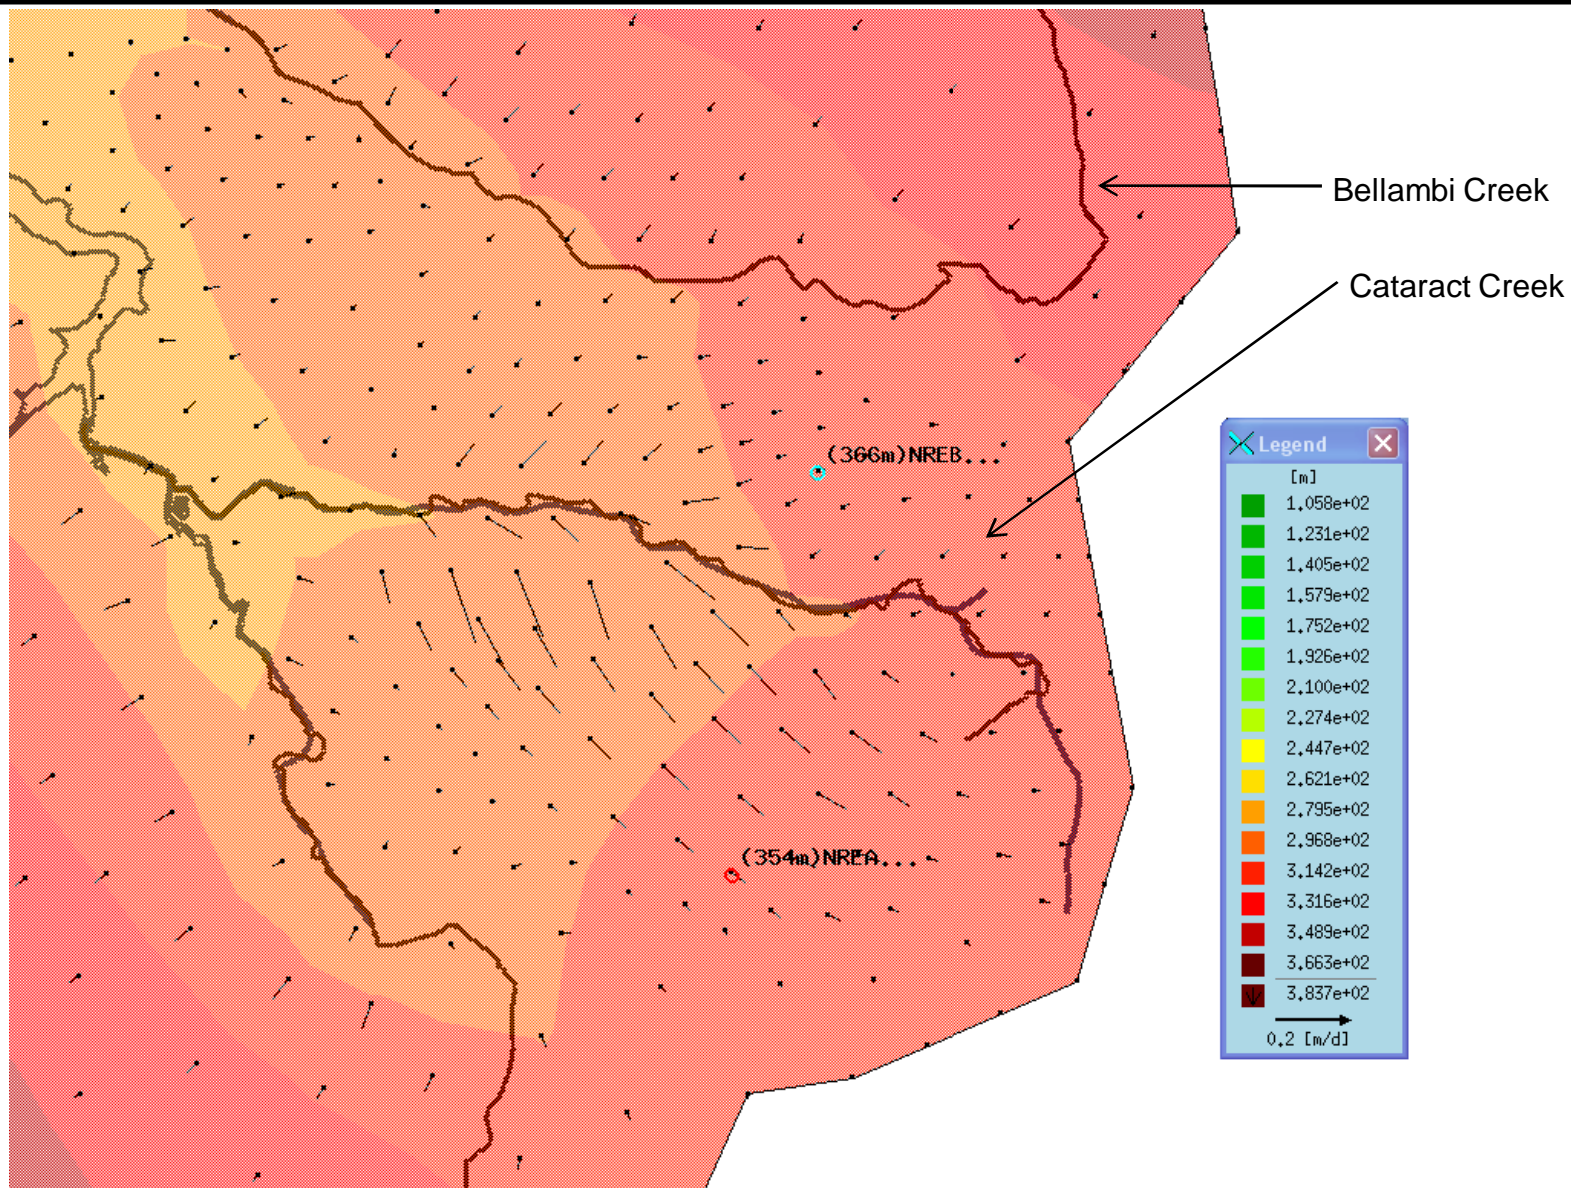 Bellambi Creek
Cataract Creek
(366m)NREB...
(354m)NREA...
Legend
[m]
1.058e+02
1.231e+02
1.405e+02
1.579e+02
1.752e+02
1.926e+02
2.100e+02
2.274e+02
2.447e+02
2.621e+02
2.795e+02
2.968e+02
3.142e+02
3.316e+02
3.489e+02
3.663e+02
3.837e+02
0.2 [m/d]